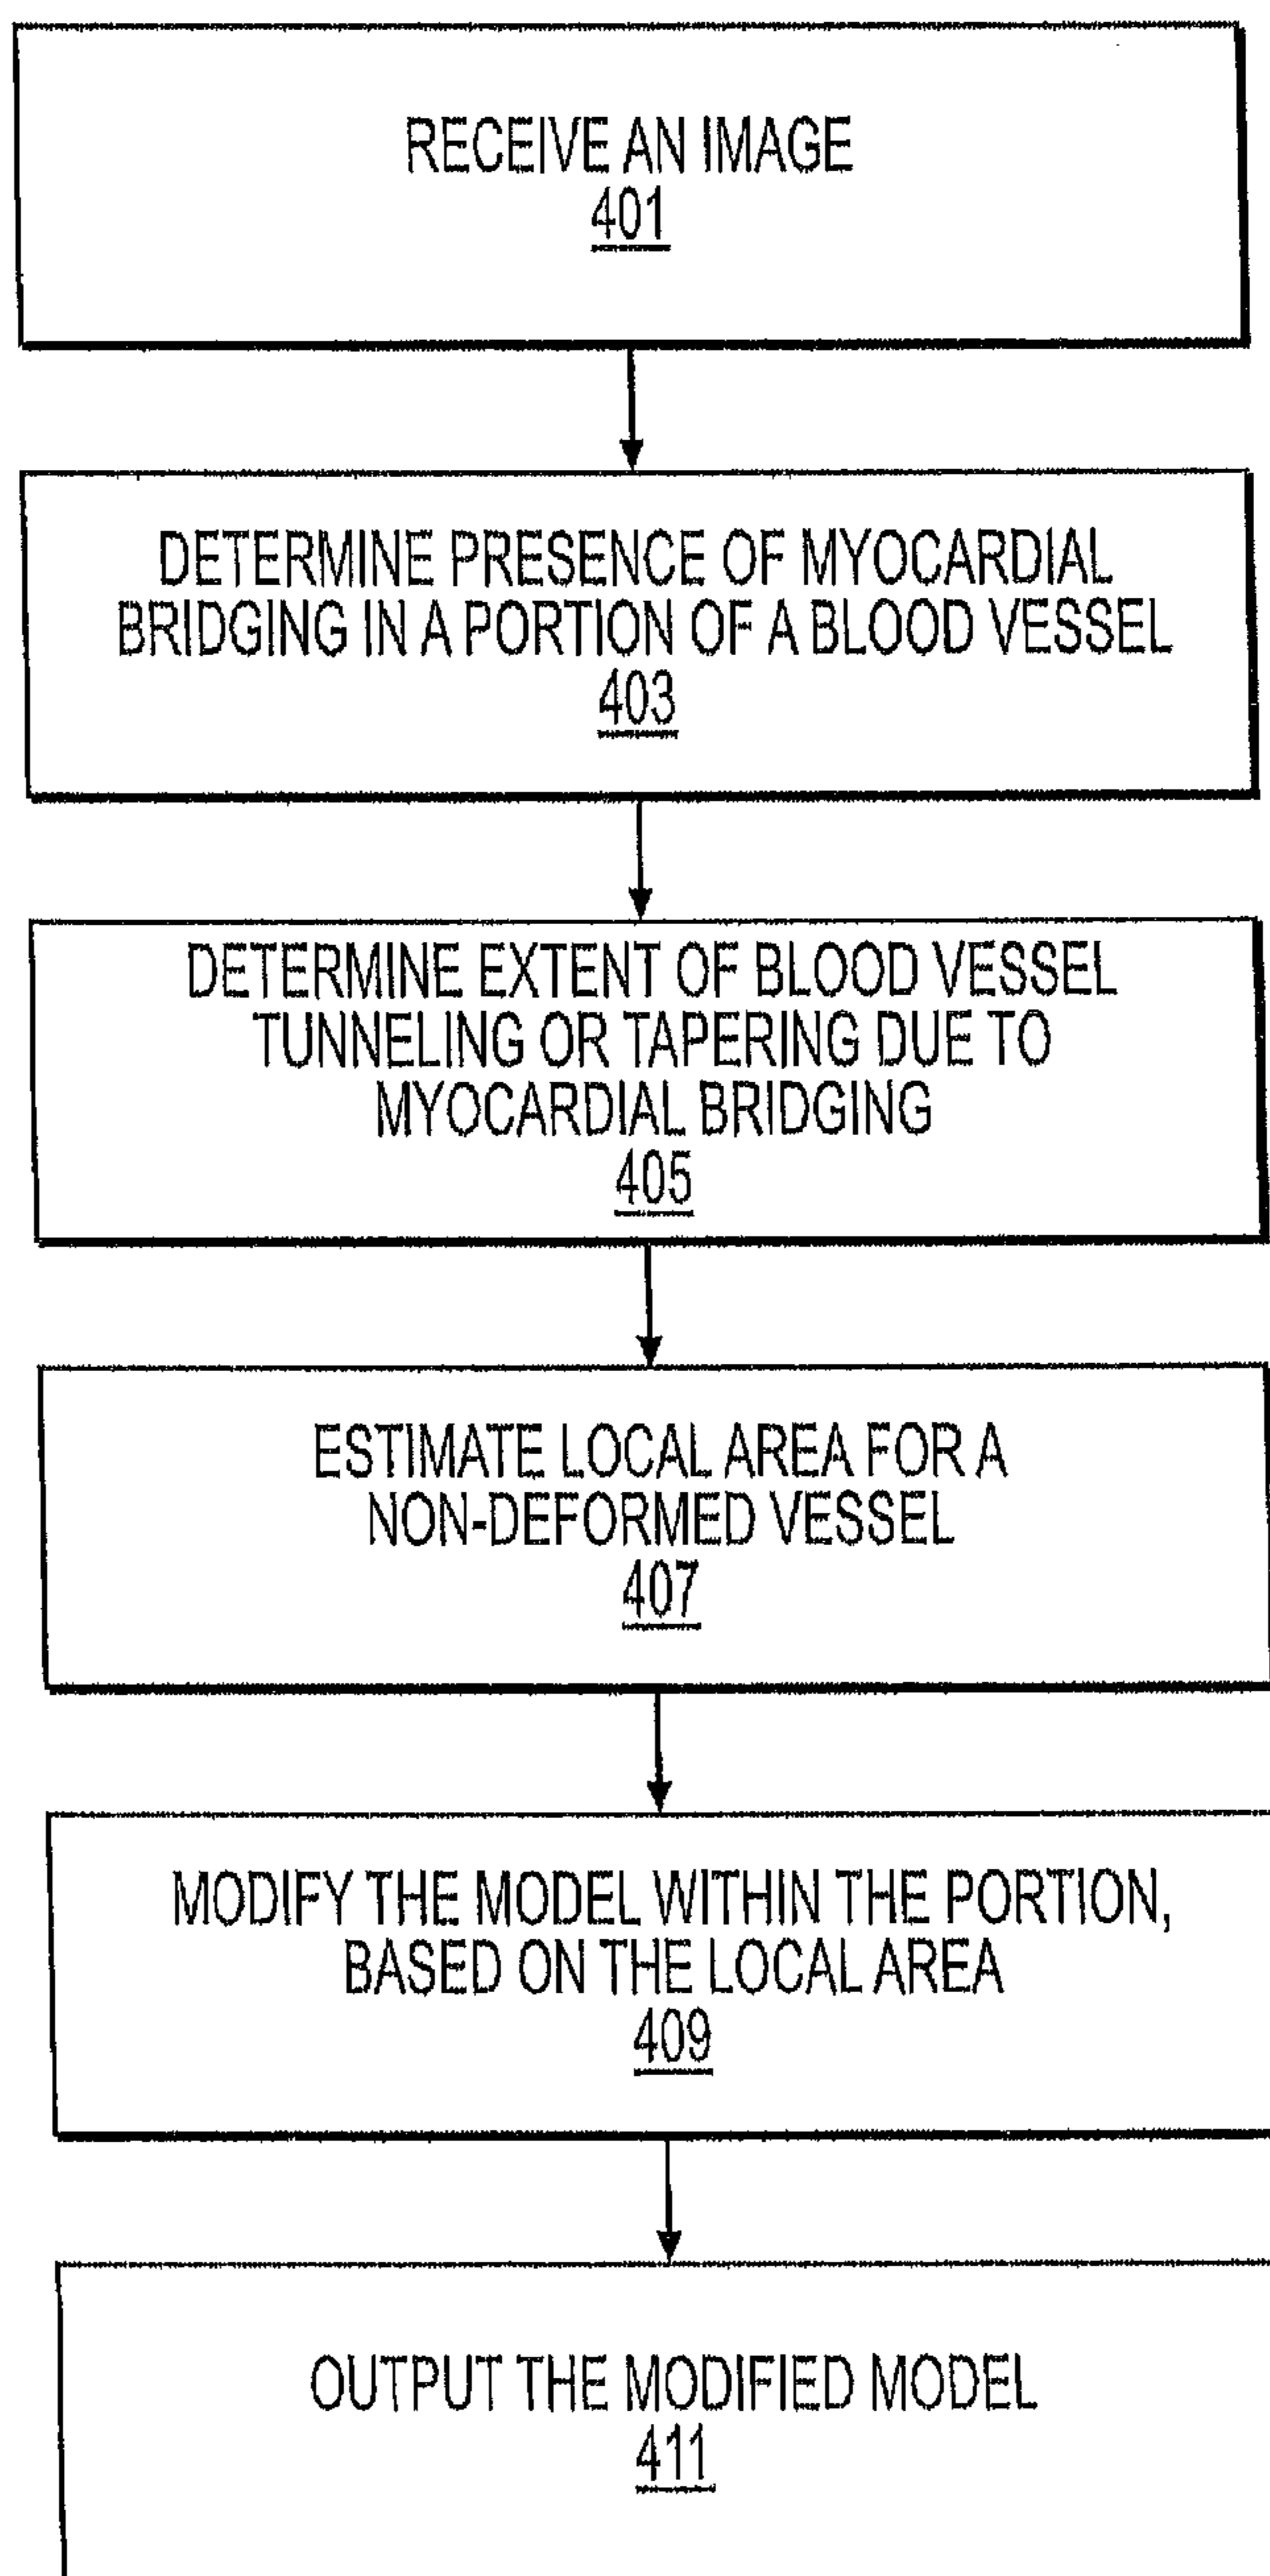 RECEIVE AN IMAGE
401
DETERMINE PRESENCE OF MYOCARDIAL
BRIDGING IN A PORTION OF A BLOOD VESSEL
403
DETERMINE EXTENT OF BLOOD VESSEL
TUNNELING OR TAPERING DUE TO
MYOCARDIAL BRIDGING
405
ESTIMATE LOCAL AREA FOR A
NON-DEFORMED VESSEL
407
MODIFY THE MODEL WITHIN THE PORTION,
BASED ON THE LOCAL AREA
409
OUTPUT THE MODIFIED MODEL
411